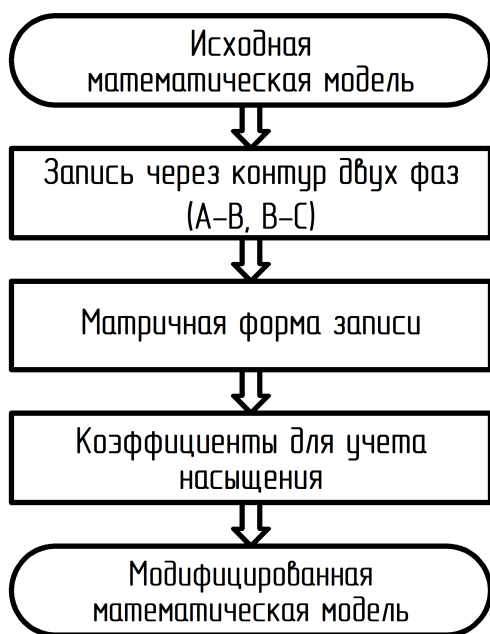 Исходная
математическая модель
Запись через контур двух фаз
(А-В, В-С)
Матричная форма записи
Коэффициенты для учета
насыщения
Модифицированная
математическая модель